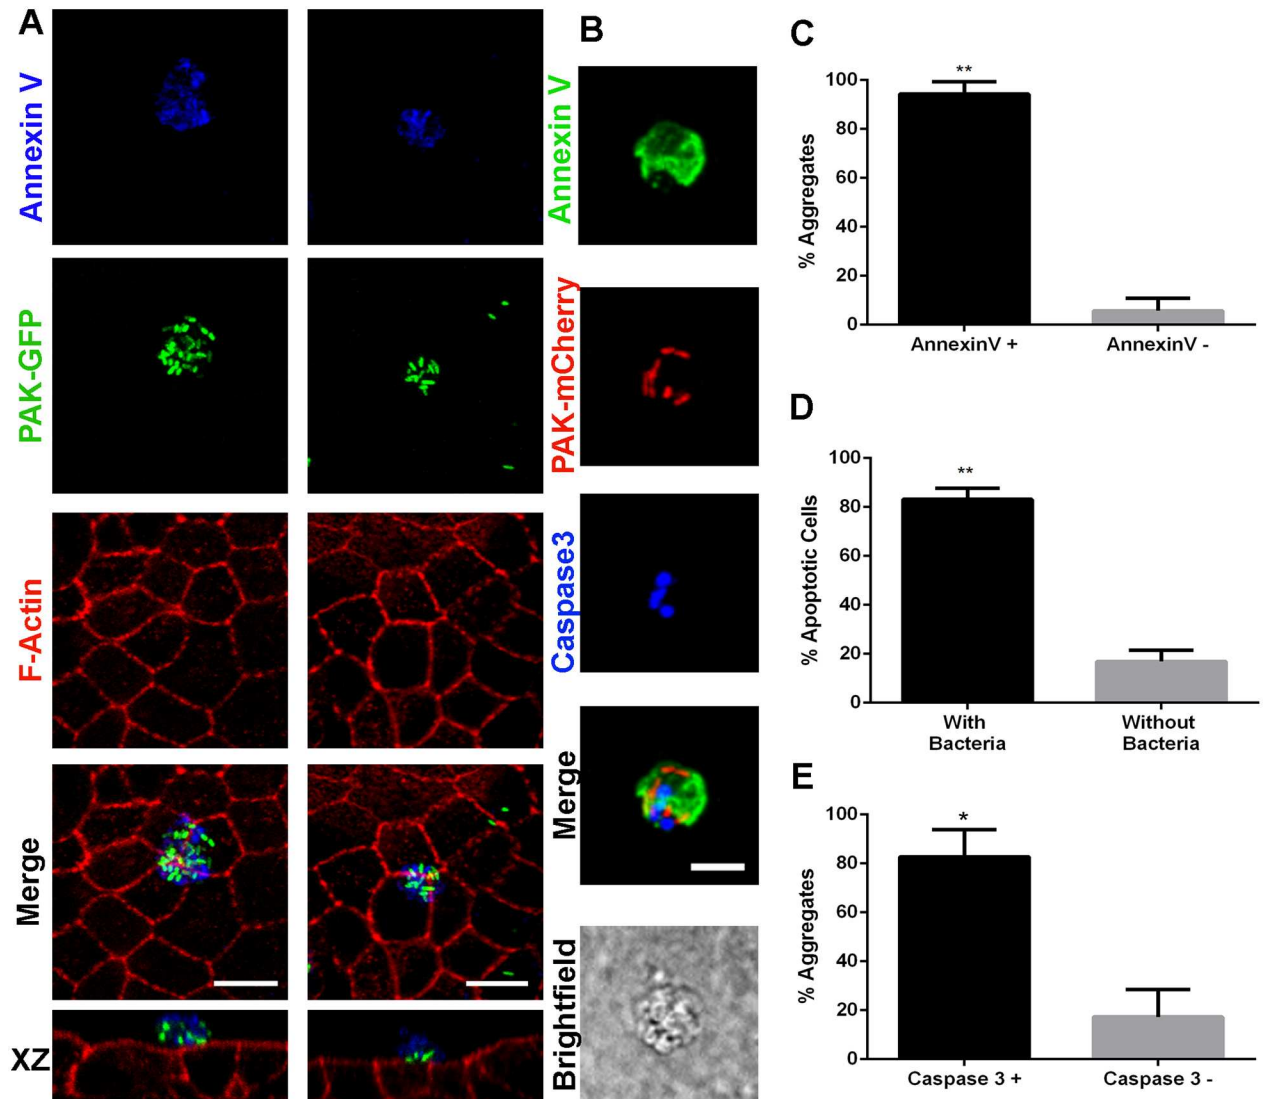 A
Annexin V
PAK-GFP
F-Actin
Merge
XZ
B
Annexin V
PAK-mCherry
Caspase3
Merge
Brightfield
C
% Aggregates
100
80
60
40
20
0
**
AnnexinV +
AnnexinV -
D
% Apoptotic Cells
100
80
60
40
20
0
**
With
Bacteria
Without
Bacteria
E
% Aggregates
100
80
60
40
20
0
*
Caspase 3 +
Caspase 3 -